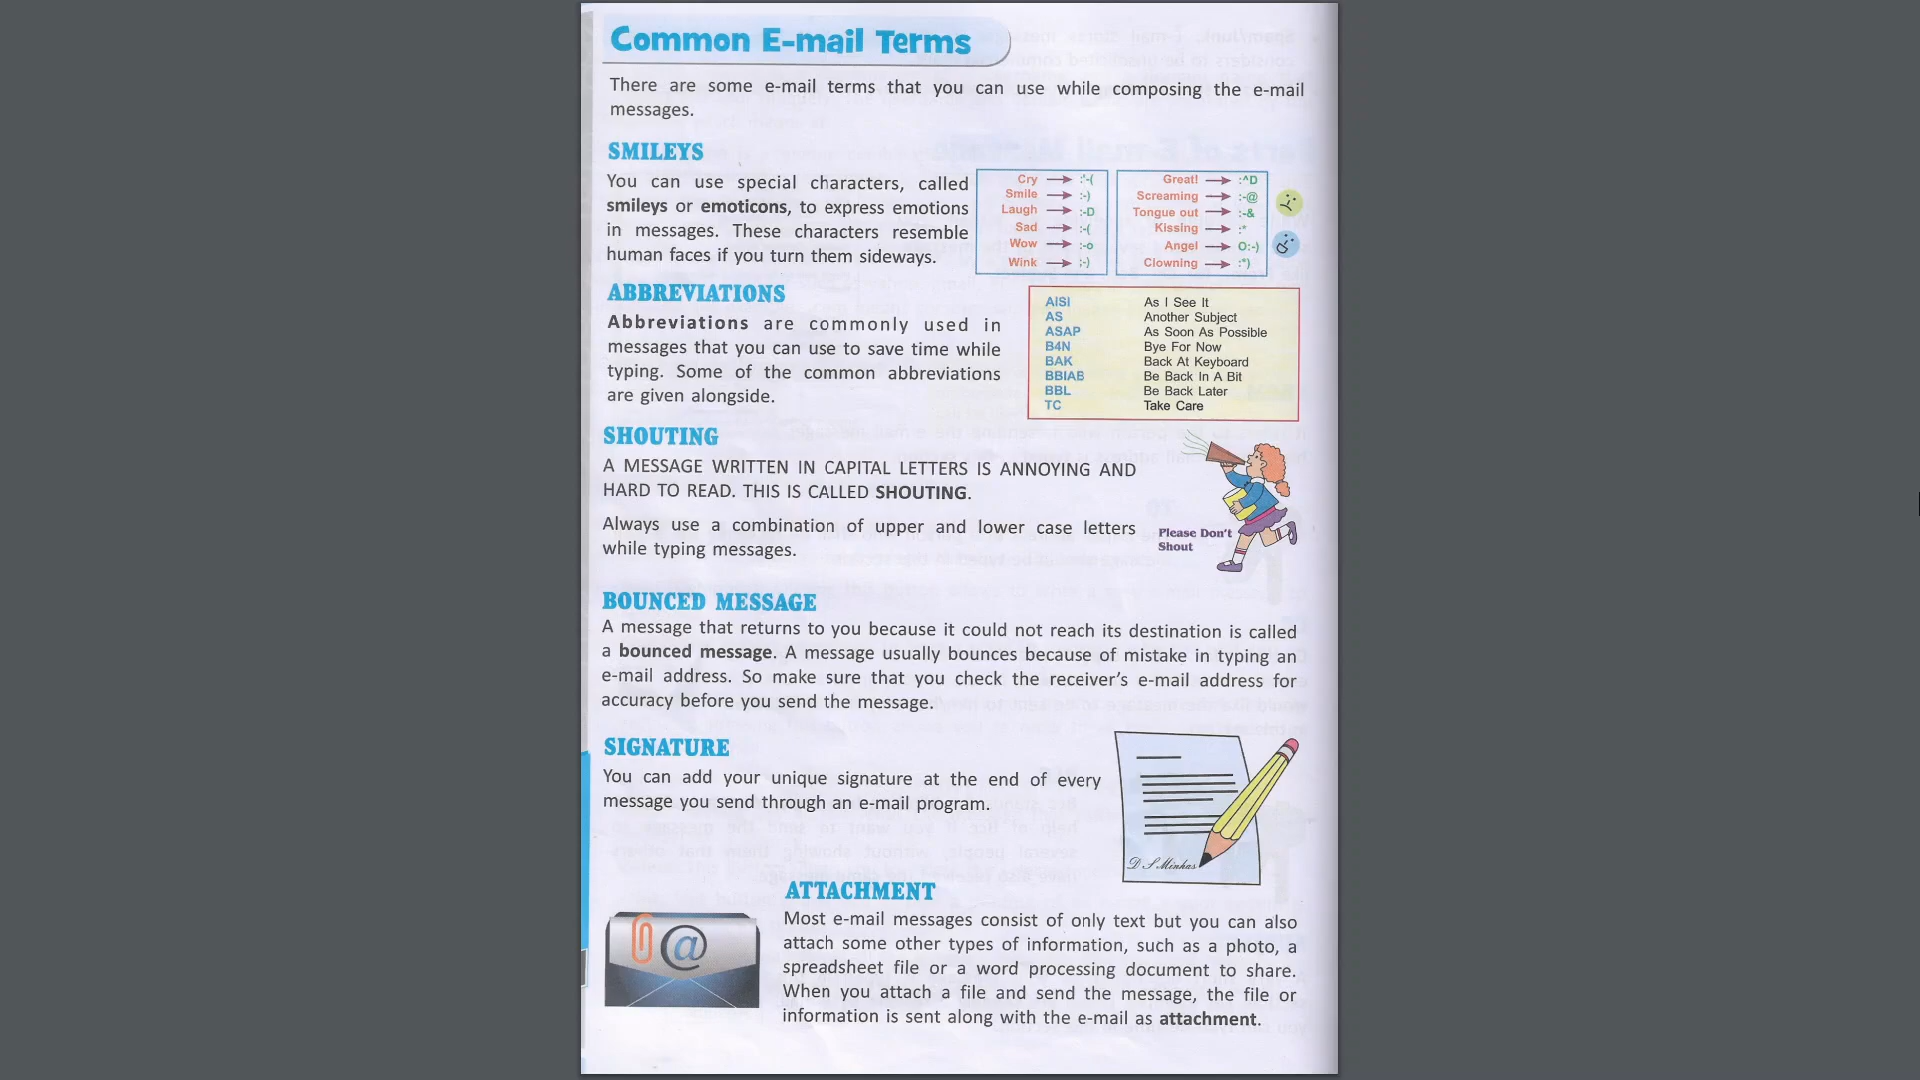 Common E-mail Terms
There are some e-mail terms that you can use while composing the e-mail
messages.
SMILEYS
You can use special characters, called
smileys or emoticons, to express emotions
in messages. These characters resemble
human faces if you turn them sideways.
Cry :'-(
Smile :-)
Laugh :-D
Sad :-(
Wow :-o
Wink ;-)
Great! :^D
Screaming :-@
Tongue out :-&
Kissing :*
Angel O:-)
Clowning :*)
ABBREVIATIONS
Abbreviations are commonly used in
messages that you can use to save time while
typing. Some of the common abbreviations
are given alongside.
AISI As I See It
AS Another Subject
ASAP As Soon As Possible
B4N Bye For Now
BAK Back At Keyboard
BBIAB Be Back In A Bit
BBL Be Back Later
TC Take Care
SHOUTING
A MESSAGE WRITTEN IN CAPITAL LETTERS IS ANNOYING AND
HARD TO READ. THIS IS CALLED SHOUTING.
Always use a combination of upper and lower case letters
while typing messages.
Please Don't
Shout
BOUNCED MESSAGE
A message that returns to you because it could not reach its destination is called
a bounced message. A message usually bounces because of mistake in typing an
e-mail address. So make sure that you check the receiver's e-mail address for
accuracy before you send the message.
SIGNATURE
You can add your unique signature at the end of every
message you send through an e-mail program.
D S Minhas
ATTACHMENT
Most e-mail messages consist of only text but you can also
attach some other types of information, such as a photo, a
spreadsheet file or a word processing document to share.
When you attach a file and send the message, the file or
information is sent along with the e-mail as attachment.
@